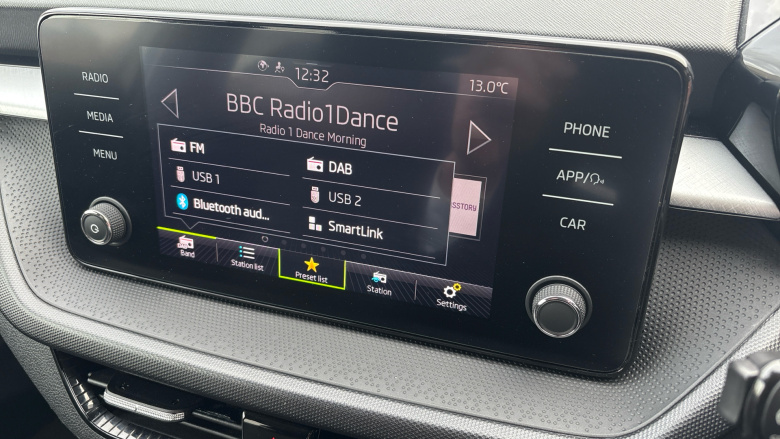 12:32
13.0°C
RADIO
MEDIA
MENU
BBC Radio1Dance
Radio 1 Dance Morning
FM
DAB
USB 1
USB 2
Bluetooth aud...
SmartLink
Band
Station list
Preset list
Station
Settings
PHONE
APP/
CAR